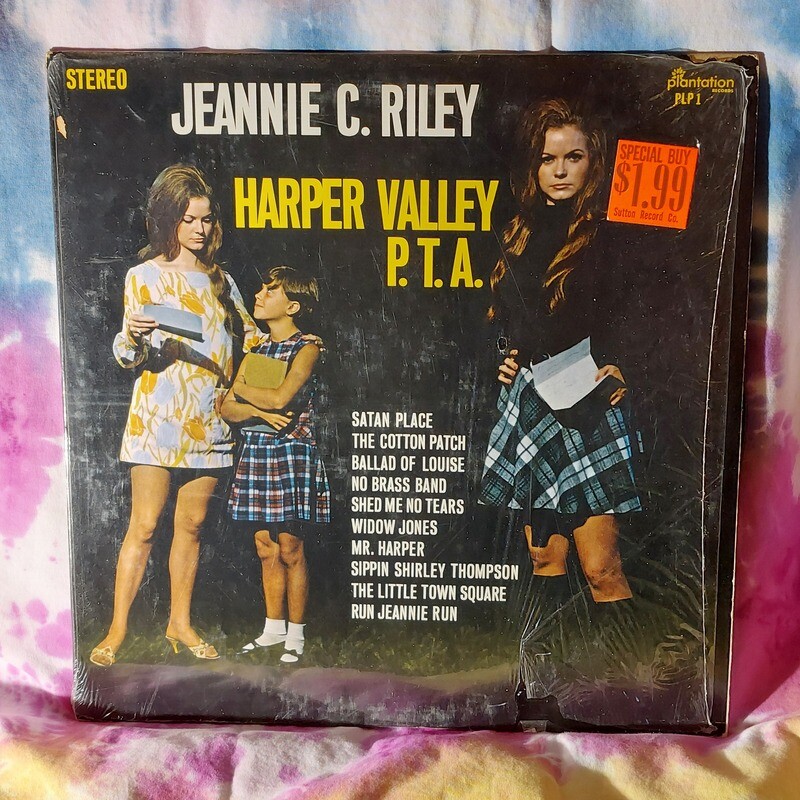 STEREO
JEANNIE C. RILEY
plantation
RECORDS
PLP 1
SPECIAL BUY
$1.99
Sutton Record Co.
HARPER VALLEY
P.T.A.
SATAN PLACE
THE COTTON PATCH
BALLAD OF LOUISE
NO BRASS BAND
SHED ME NO TEARS
WIDOW JONES
MR. HARPER
SIPPIN SHIRLEY THOMPSON
THE LITTLE TOWN SQUARE
RUN JEANNIE RUN